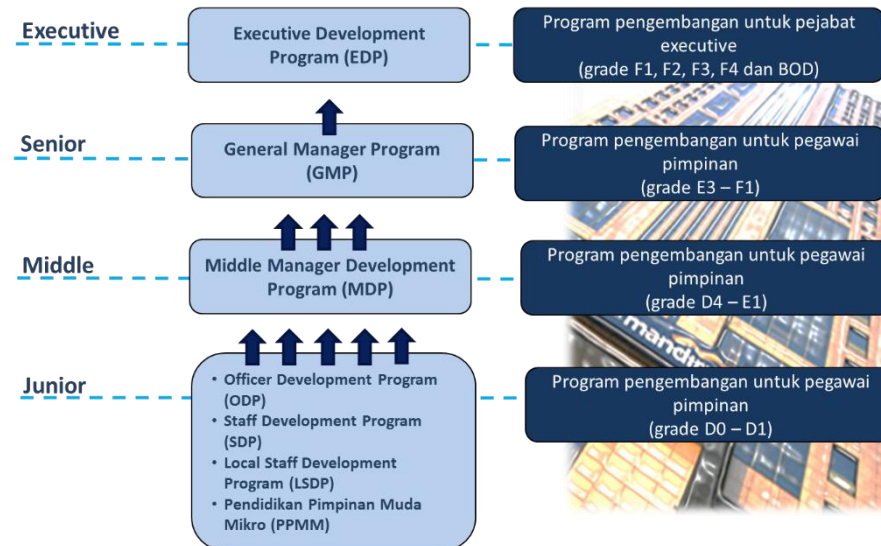 Executive
Executive Development
Program (EDP)
Program pengembangan untuk pejabat
executive
(grade F1, F2, F3, F4 dan BOD)
Senior
General Manager Program
(GMP)
Program pengembangan untuk pegawai
pimpinan
(grade E3 – F1)
Middle
Middle Manager Development
Program (MDP)
Program pengembangan untuk pegawai
pimpinan
(grade D4 – E1)
mandiri
Junior
• Officer Development Program
(ODP)
• Staff Development Program
(SDP)
• Local Staff Development
Program (LSDP)
• Pendidikan Pimpinan Muda
Mikro (PPMM)
Program pengembangan untuk pegawai
pimpinan
(grade D0 – D1)